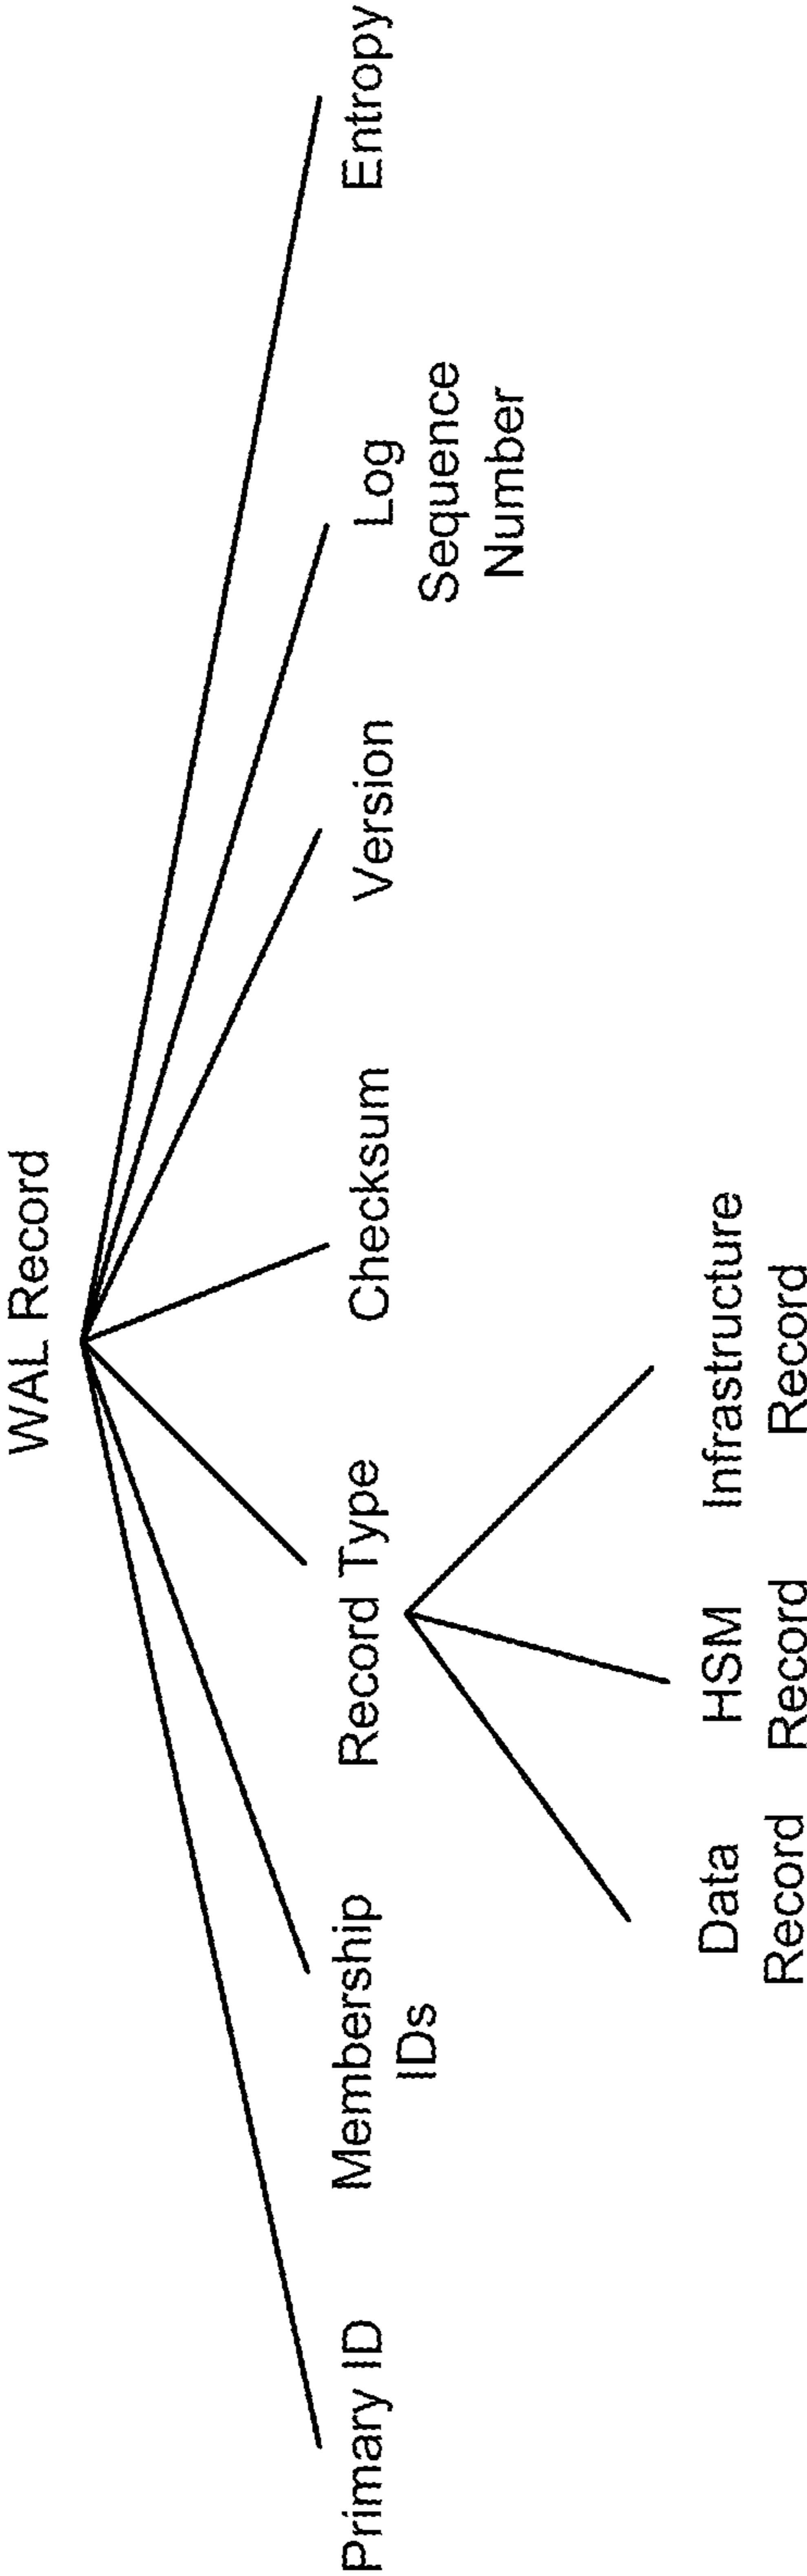 WAL Record
Primary ID
Membership
IDs
Record Type
Checksum
Version
Log
Sequence
Number
Entropy
Data
Record
HSM
Record
Infrastructure
Record